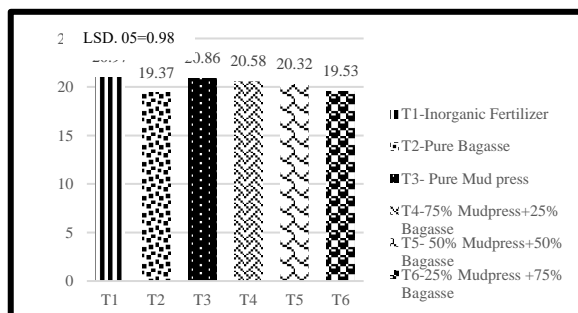 LSD. 05=0.98
19.37
20.86
20.58
20.32
19.53
20
15
10
5
0
T1 T2 T3 T4 T5 T6
T1-Inorganic Fertilizer
T2-Pure Bagasse
T3- Pure Mud press
T4-75% Mudpress+25%
Bagasse
T5- 50% Mudpress+50%
Bagasse
T6-25% Mudpress +75%
Bagasse